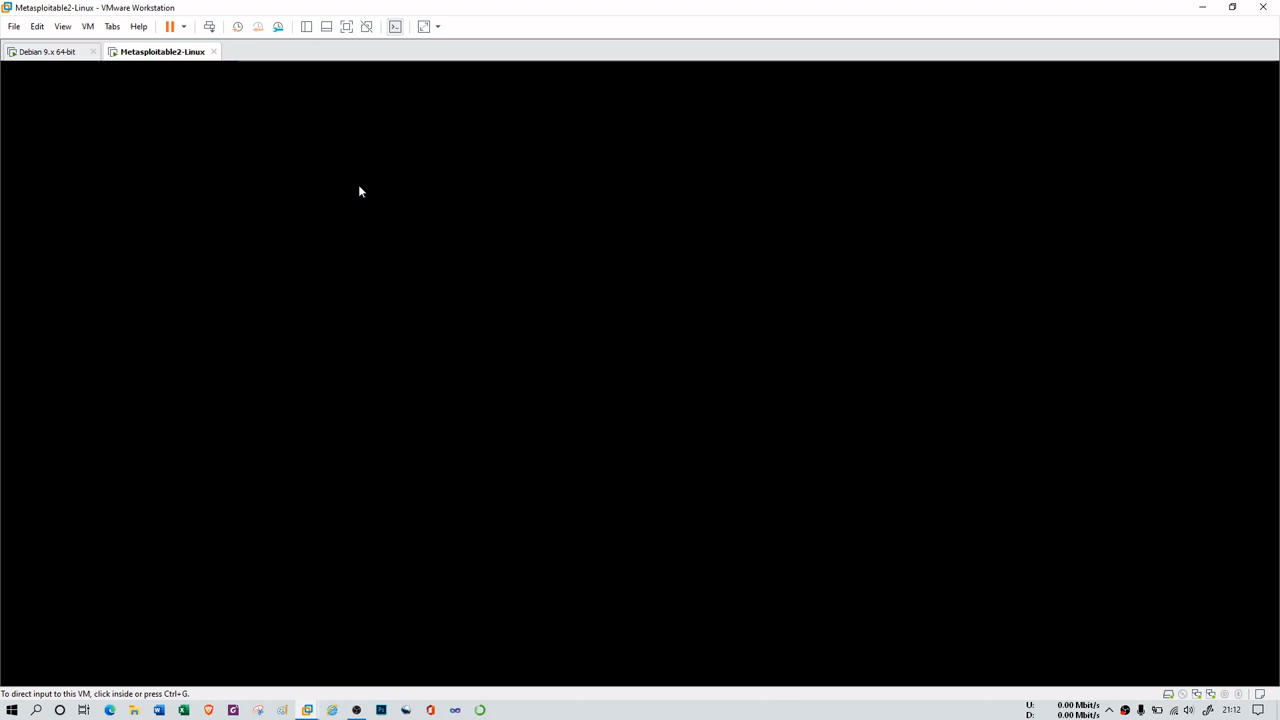 Metasploitable2-Linux - VMware Workstation
File Edit View VM Tabs Help
Debian 9.x 64-bit Metasploitable2-Linux
To direct input to this VM, click inside or press Ctrl+G.
U: 0.00 Mbit/s
D: 0.00 Mbit/s
21:12